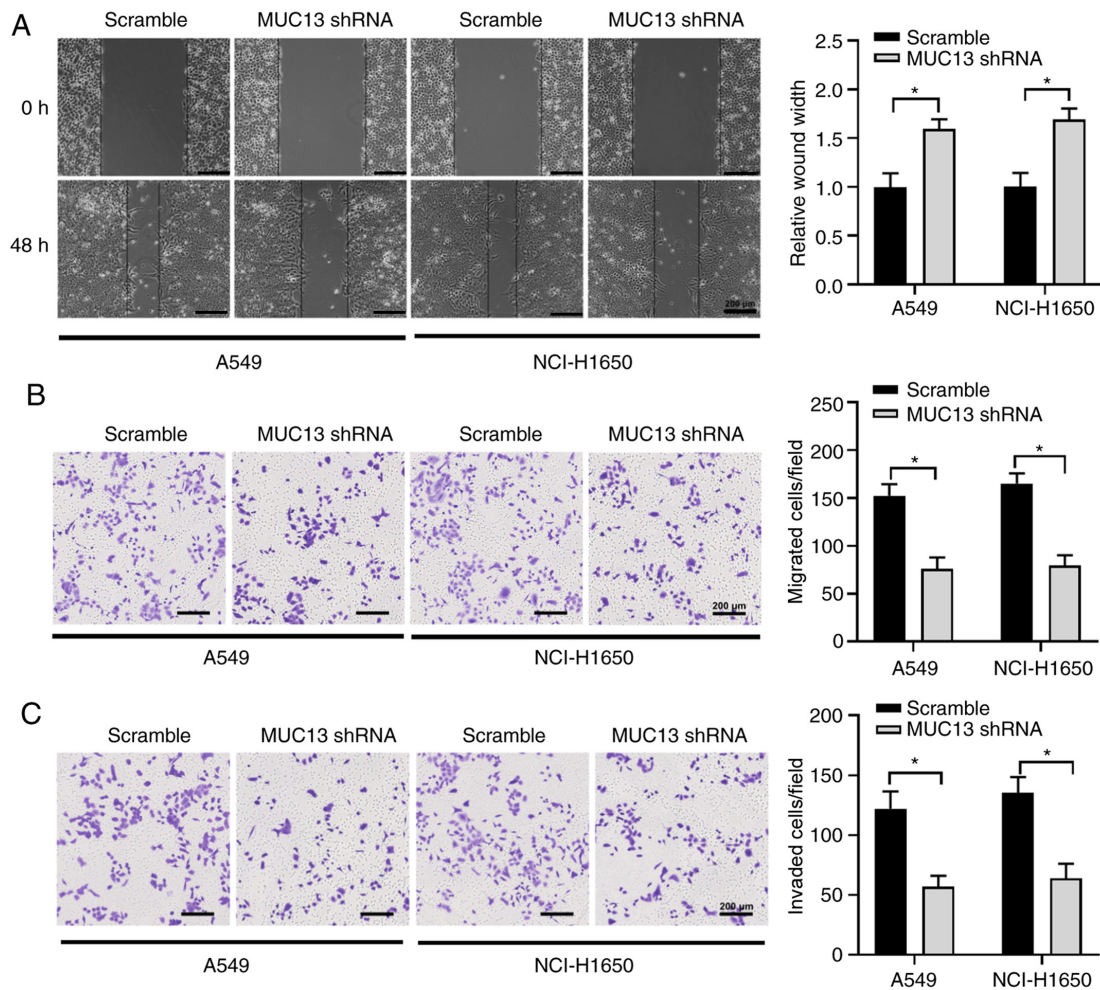 A
Scramble
MUC13 shRNA
Scramble
MUC13 shRNA
0 h
48 h
200 μm
A549
NCI-H1650
Scramble
MUC13 shRNA
Relative wound width
2.5
2.0
1.5
1.0
0.5
0.0
*
*
A549
NCI-H1650
B
Scramble
MUC13 shRNA
Scramble
MUC13 shRNA
200 μm
A549
NCI-H1650
Scramble
MUC13 shRNA
Migrated cells/field
250
200
150
100
50
0
*
*
A549
NCI-H1650
C
Scramble
MUC13 shRNA
Scramble
MUC13 shRNA
200 μm
A549
NCI-H1650
Scramble
MUC13 shRNA
Invaded cells/field
200
150
100
50
0
*
*
A549
NCI-H1650